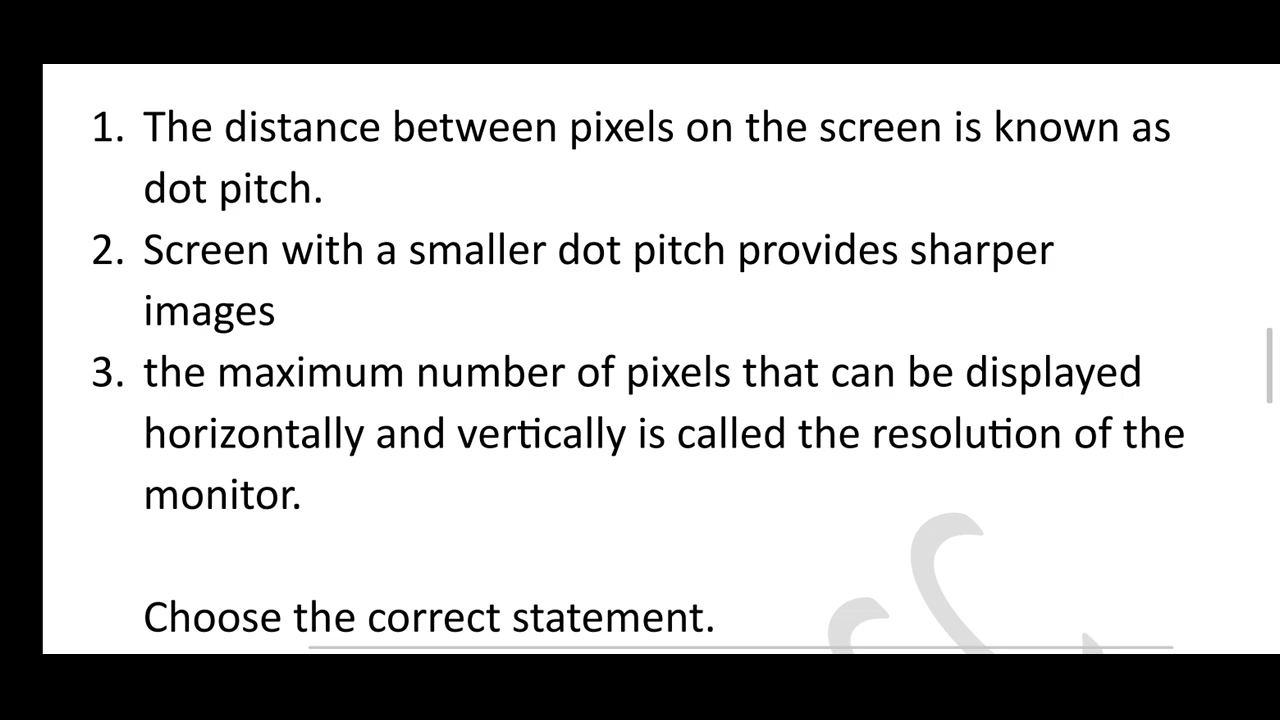 1. The distance between pixels on the screen is known as
dot pitch.
2. Screen with a smaller dot pitch provides sharper
images
3. the maximum number of pixels that can be displayed
horizontally and vertically is called the resolution of the
monitor.
Choose the correct statement.